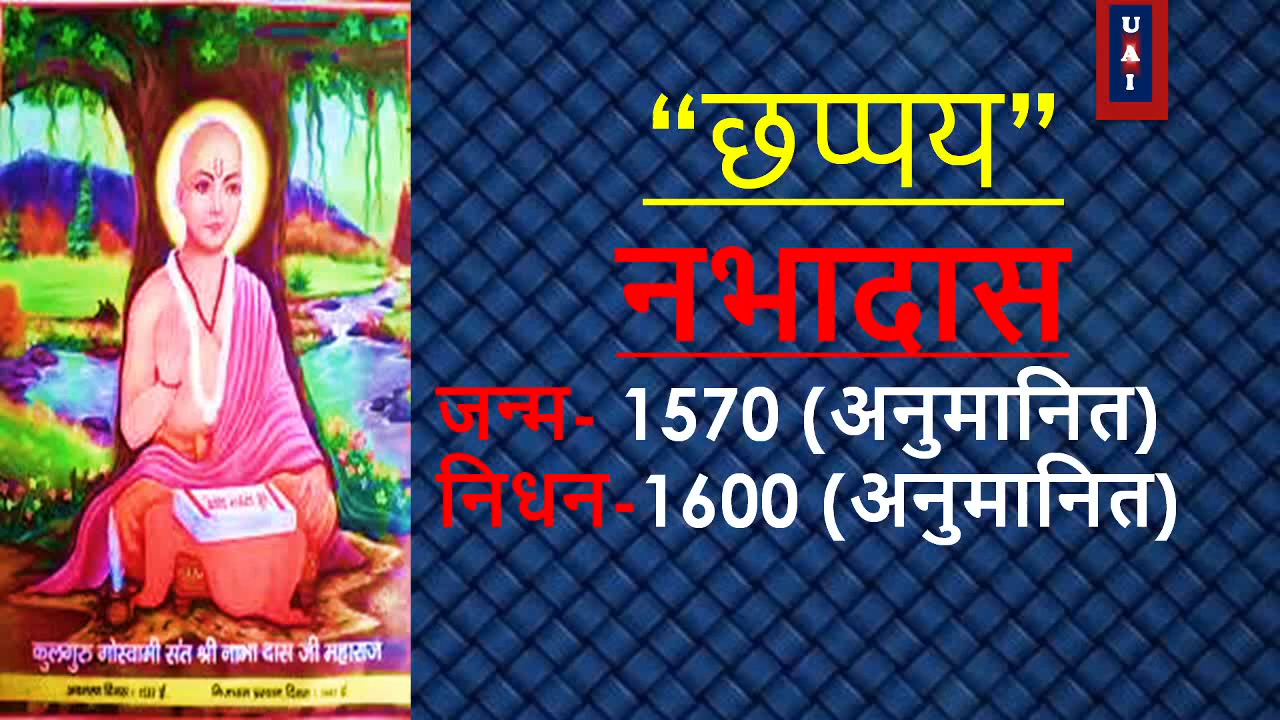 U
A
I
“छप्पय”
नभादास
जन्म- 1570 (अनुमानित)
निधन-1600 (अनुमानित)
कुलगुरु गोस्वामी संत श्री नाभा दास जी महाराज